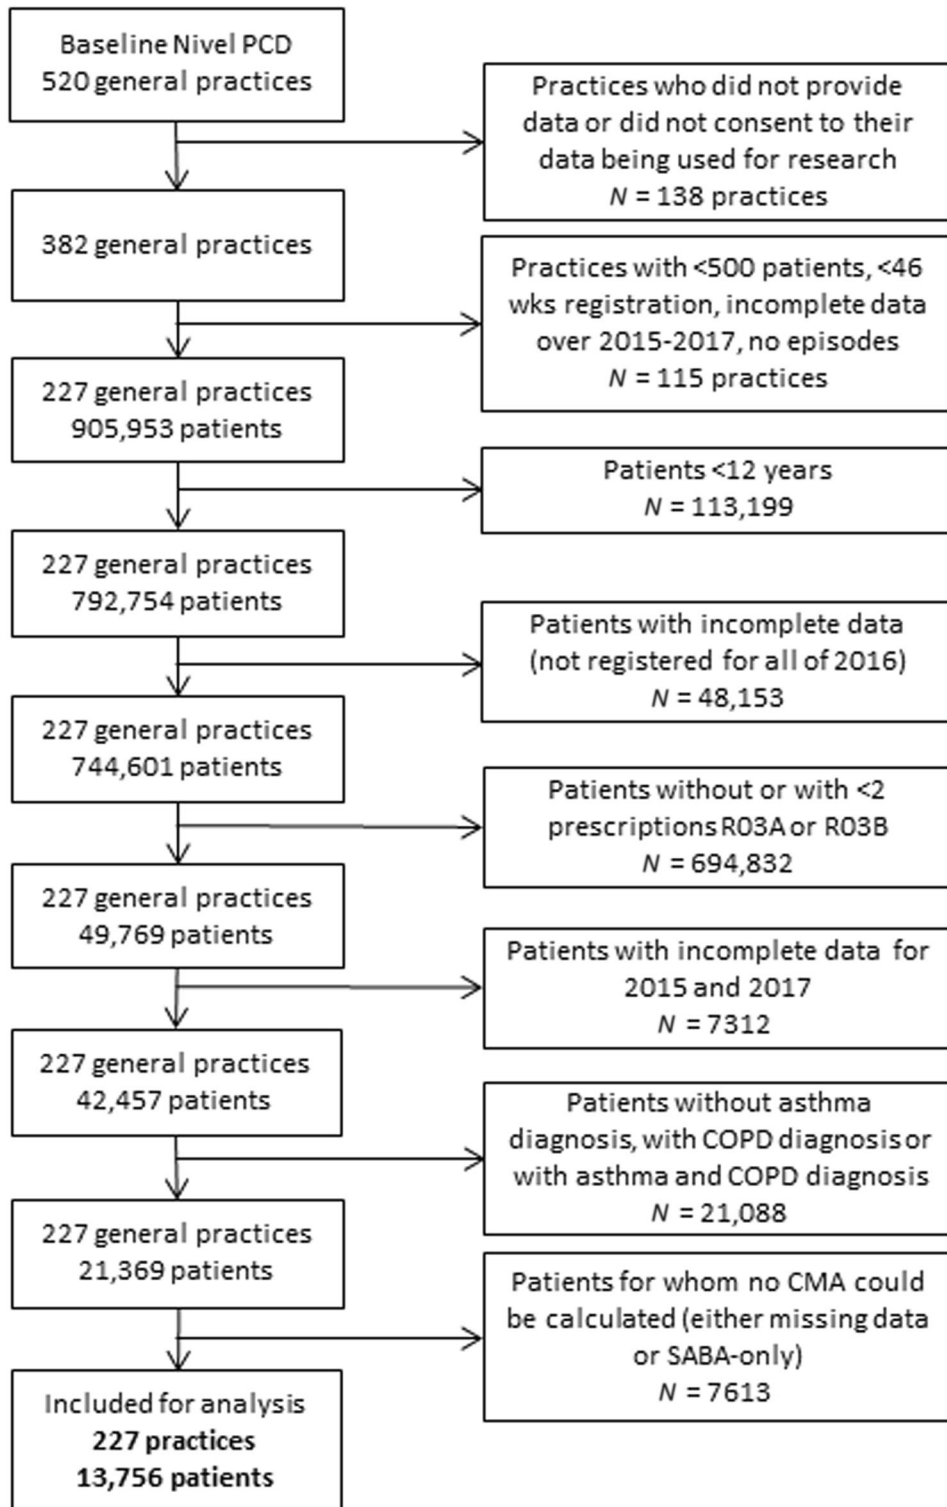 Baseline Nivel PCD
520 general practices
Practices who did not provide
data or did not consent to their
data being used for research
N = 138 practices
382 general practices
Practices with <500 patients, <46
wks registration, incomplete data
over 2015-2017, no episodes
N = 115 practices
227 general practices
905,953 patients
Patients <12 years
N = 113,199
227 general practices
792,754 patients
Patients with incomplete data
(not registered for all of 2016)
N = 48,153
227 general practices
744,601 patients
Patients without or with <2
prescriptions R03A or R03B
N = 694,832
227 general practices
49,769 patients
Patients with incomplete data for
2015 and 2017
N = 7312
227 general practices
42,457 patients
Patients without asthma
diagnosis, with COPD diagnosis or
with asthma and COPD diagnosis
N = 21,088
227 general practices
21,369 patients
Patients for whom no CMA could
be calculated (either missing data
or SABA-only)
N = 7613
Included for analysis
227 practices
13,756 patients